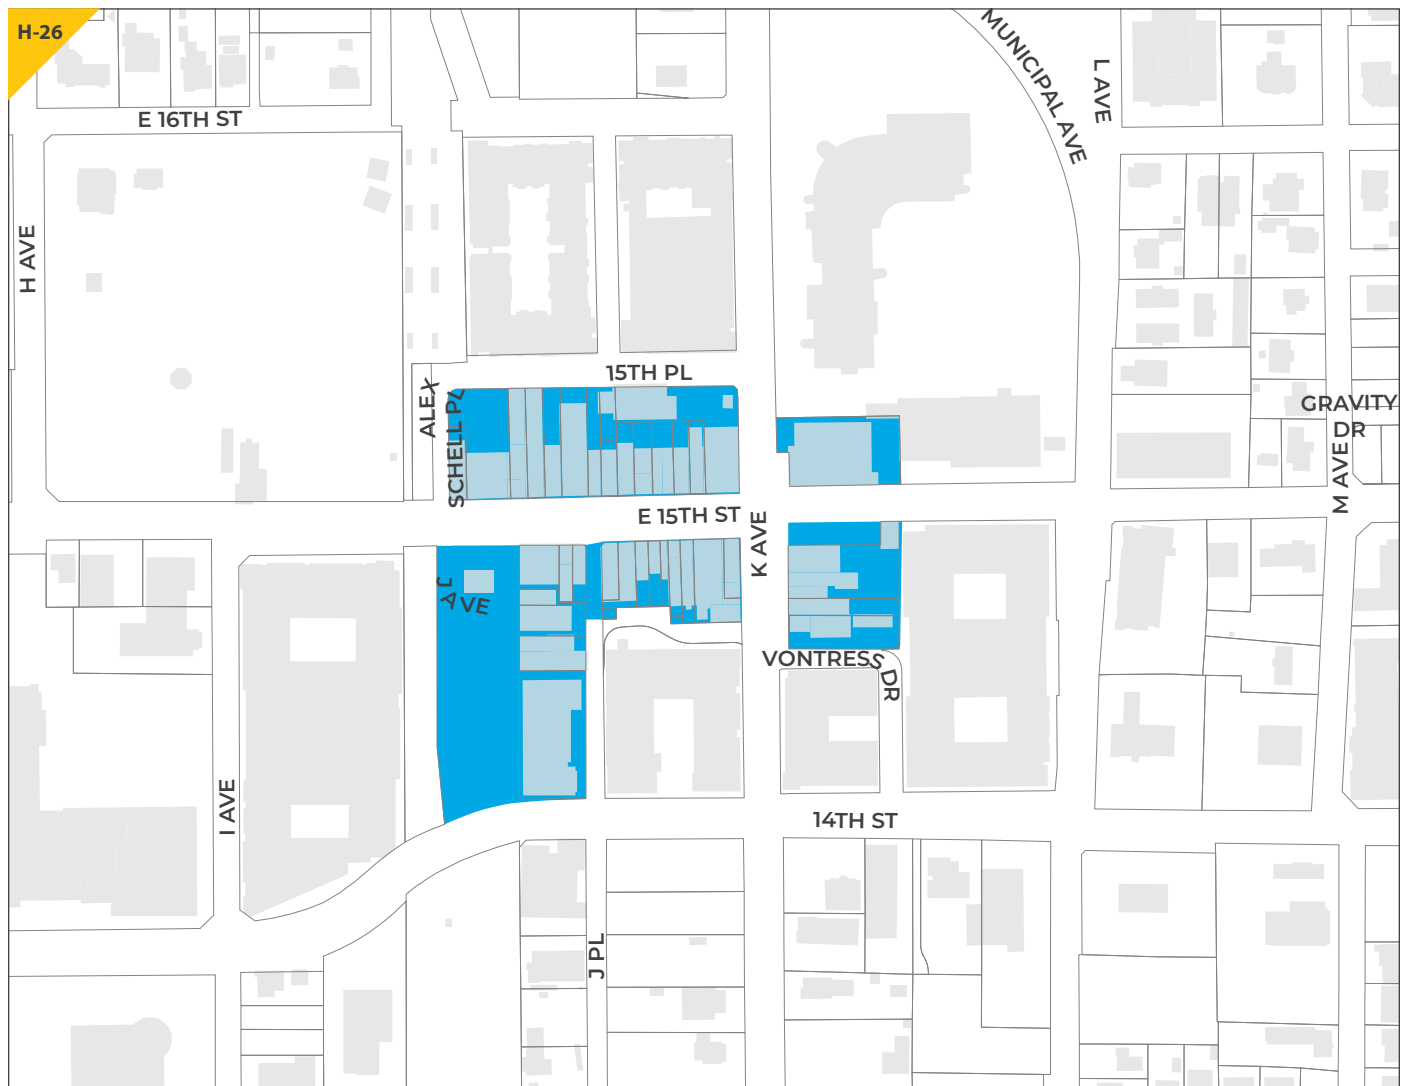 H-26
MUNICIPAL AVE
L AVE
E 16TH ST
H AVE
15TH PL
ALEX
SCHELL PL
GRAVITY
DR
M AVE
E 15TH ST
K AVE
J
AVE
VONTRESS DR
I AVE
14TH ST
J PL